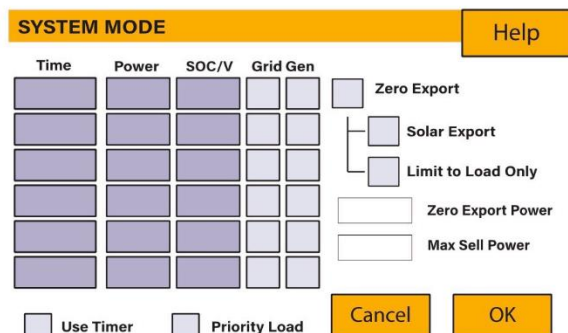 SYSTEM MODE
Help
Time Power SOC/V Grid Gen
Zero Export
Solar Export
Limit to Load Only
Zero Export Power
Max Sell Power
Use Timer
Priority Load
Cancel
OK